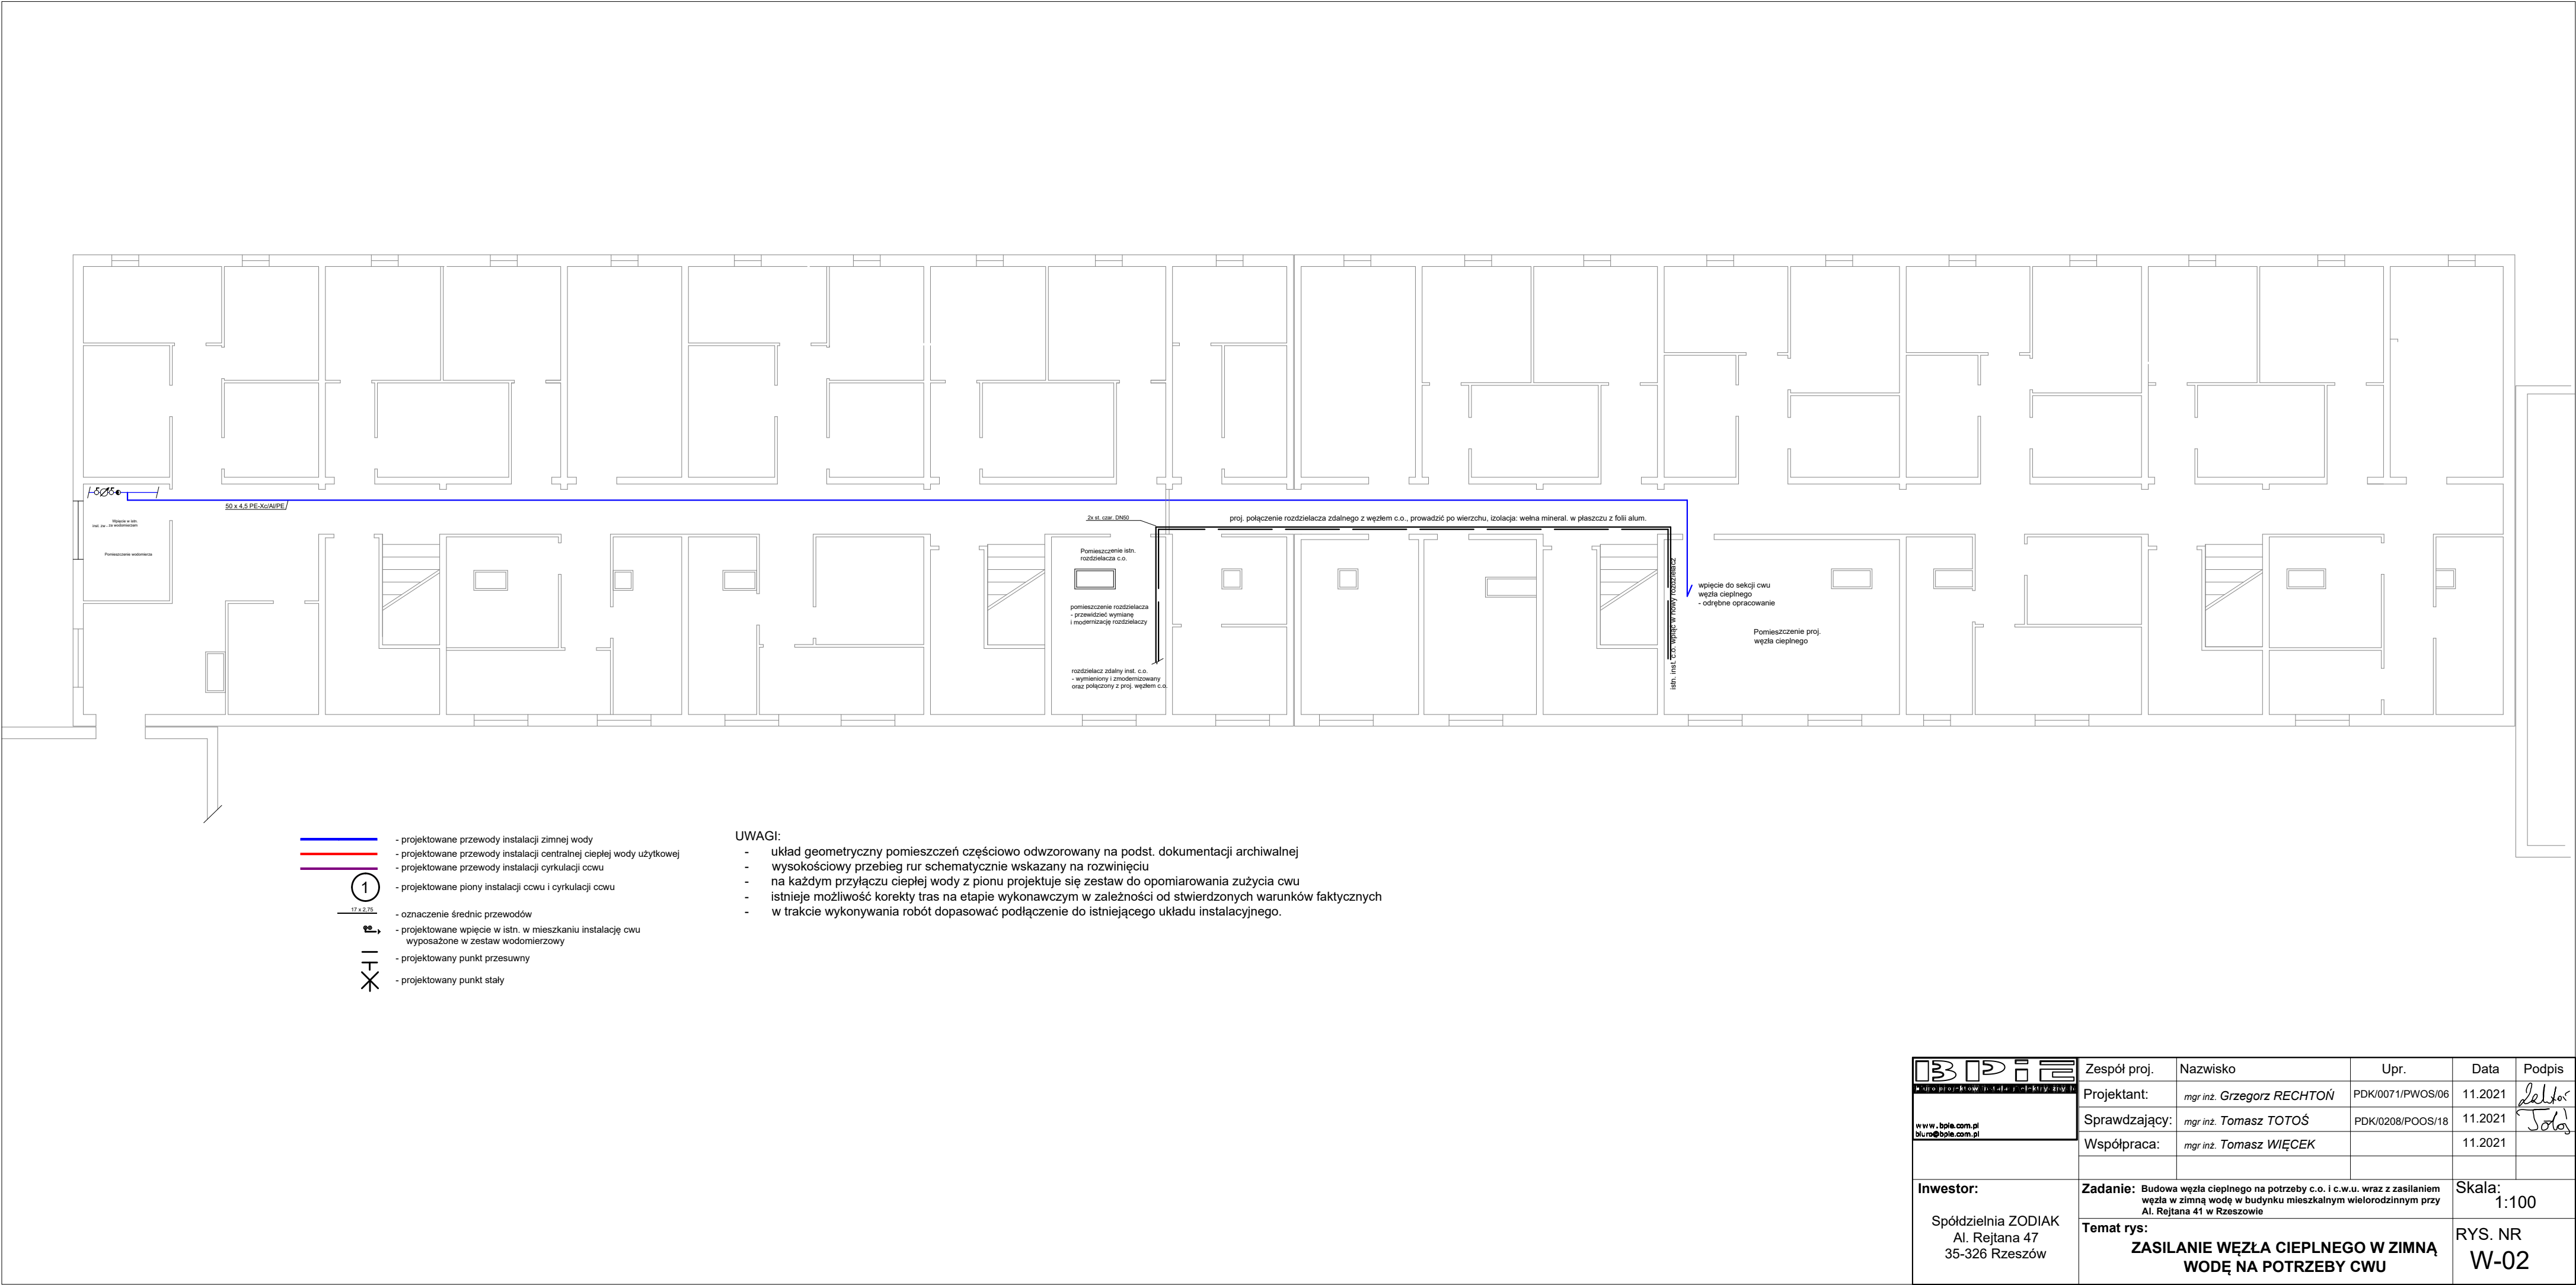 50 x 4,5 PE-Xc/Al/PE
Wpięcie w istn.
inst. zw. - za wodomierzem
Pomieszczenie wodomierza
2x st. czar. DN50
proj. połączenie rozdzielacza zdalnego z węzłem c.o., prowadzić po wierzchu, izolacja: wełna mineral. w płaszczu z folii alum.
Pomieszczenie istn.
rozdzielacza c.o.
pomieszczenie rozdzielacza
- przewidzieć wymianę
i modernizację rozdzielaczy
rozdzielacz zdalny inst. c.o.
- wymieniony i zmodernizowany
oraz połączony z proj. węzłem c.o.
istn. inst. c.o. wpiąć w nowy rozdzielacz
wpięcie do sekcji cwu
węzła cieplnego
- odrębne opracowanie
Pomieszczenie proj.
węzła cieplnego
- projektowane przewody instalacji zimnej wody
- projektowane przewody instalacji centralnej ciepłej wody użytkowej
- projektowane przewody instalacji cyrkulacji ccwu
1
- projektowane piony instalacji ccwu i cyrkulacji ccwu
17 x 2,75
- oznaczenie średnic przewodów
- projektowane wpięcie w istn. w mieszkaniu instalację cwu
wyposażone w zestaw wodomierzowy
- projektowany punkt przesuwny
- projektowany punkt stały
UWAGI:
- układ geometryczny pomieszczeń częściowo odwzorowany na podst. dokumentacji archiwalnej
- wysokościowy przebieg rur schematycznie wskazany na rozwinięciu
- na każdym przyłączu ciepłej wody z pionu projektuje się zestaw do opomiarowania zużycia cwu
- istnieje możliwość korekty tras na etapie wykonawczym w zależności od stwierdzonych warunków faktycznych
- w trakcie wykonywania robót dopasować podłączenie do istniejącego układu instalacyjnego.
BPiE
www.bpie.com.pl
biuro@bpie.com.pl
Zespół proj. Nazwisko Upr. Data Podpis
Projektant: mgr inż. Grzegorz RECHTOŃ PDK/0071/PWOS/06 11.2021
Sprawdzający: mgr inż. Tomasz TOTOŚ PDK/0208/POOS/18 11.2021
Współpraca: mgr inż. Tomasz WIĘCEK 11.2021
Inwestor:
Spółdzielnia ZODIAK
Al. Rejtana 47
35-326 Rzeszów
Zadanie: Budowa węzła cieplnego na potrzeby c.o. i c.w.u. wraz z zasilaniem
węzła w zimną wodę w budynku mieszkalnym wielorodzinnym przy
Al. Rejtana 41 w Rzeszowie
Skala:
1:100
Temat rys:
ZASILANIE WĘZŁA CIEPLNEGO W ZIMNĄ
WODĘ NA POTRZEBY CWU
RYS. NR
W-02